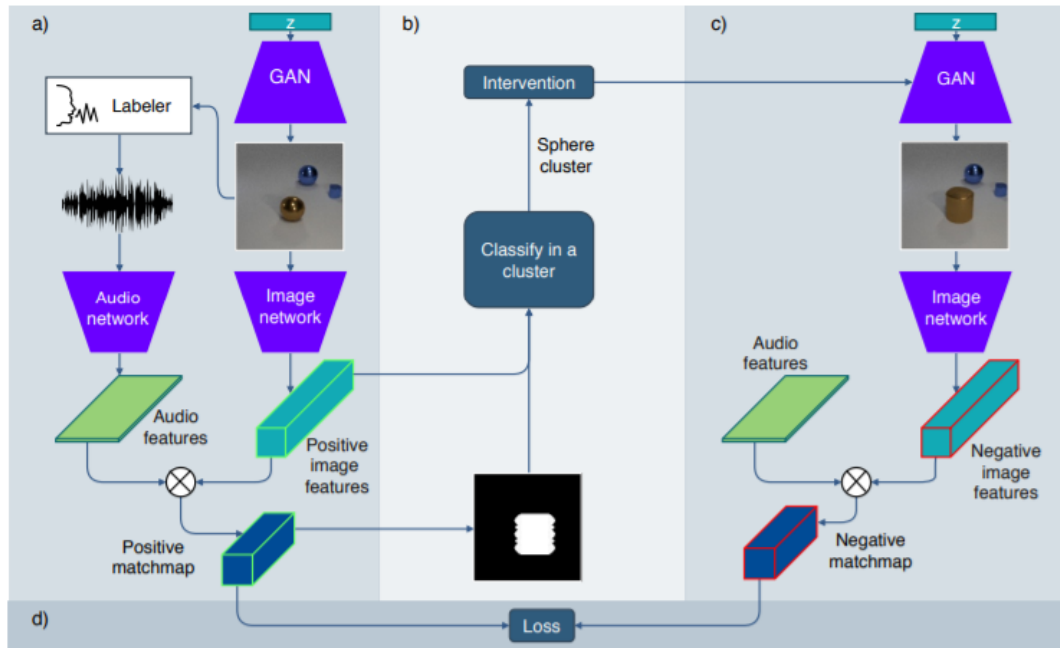 a)
z
GAN
Labeler
Audio
network
Image
network
Audio
features
Positive
image
features
Positive
matchmap
b)
Intervention
Sphere
cluster
Classify in a
cluster
c)
z
GAN
Image
network
Audio
features
Negative
image
features
Negative
matchmap
d)
Loss